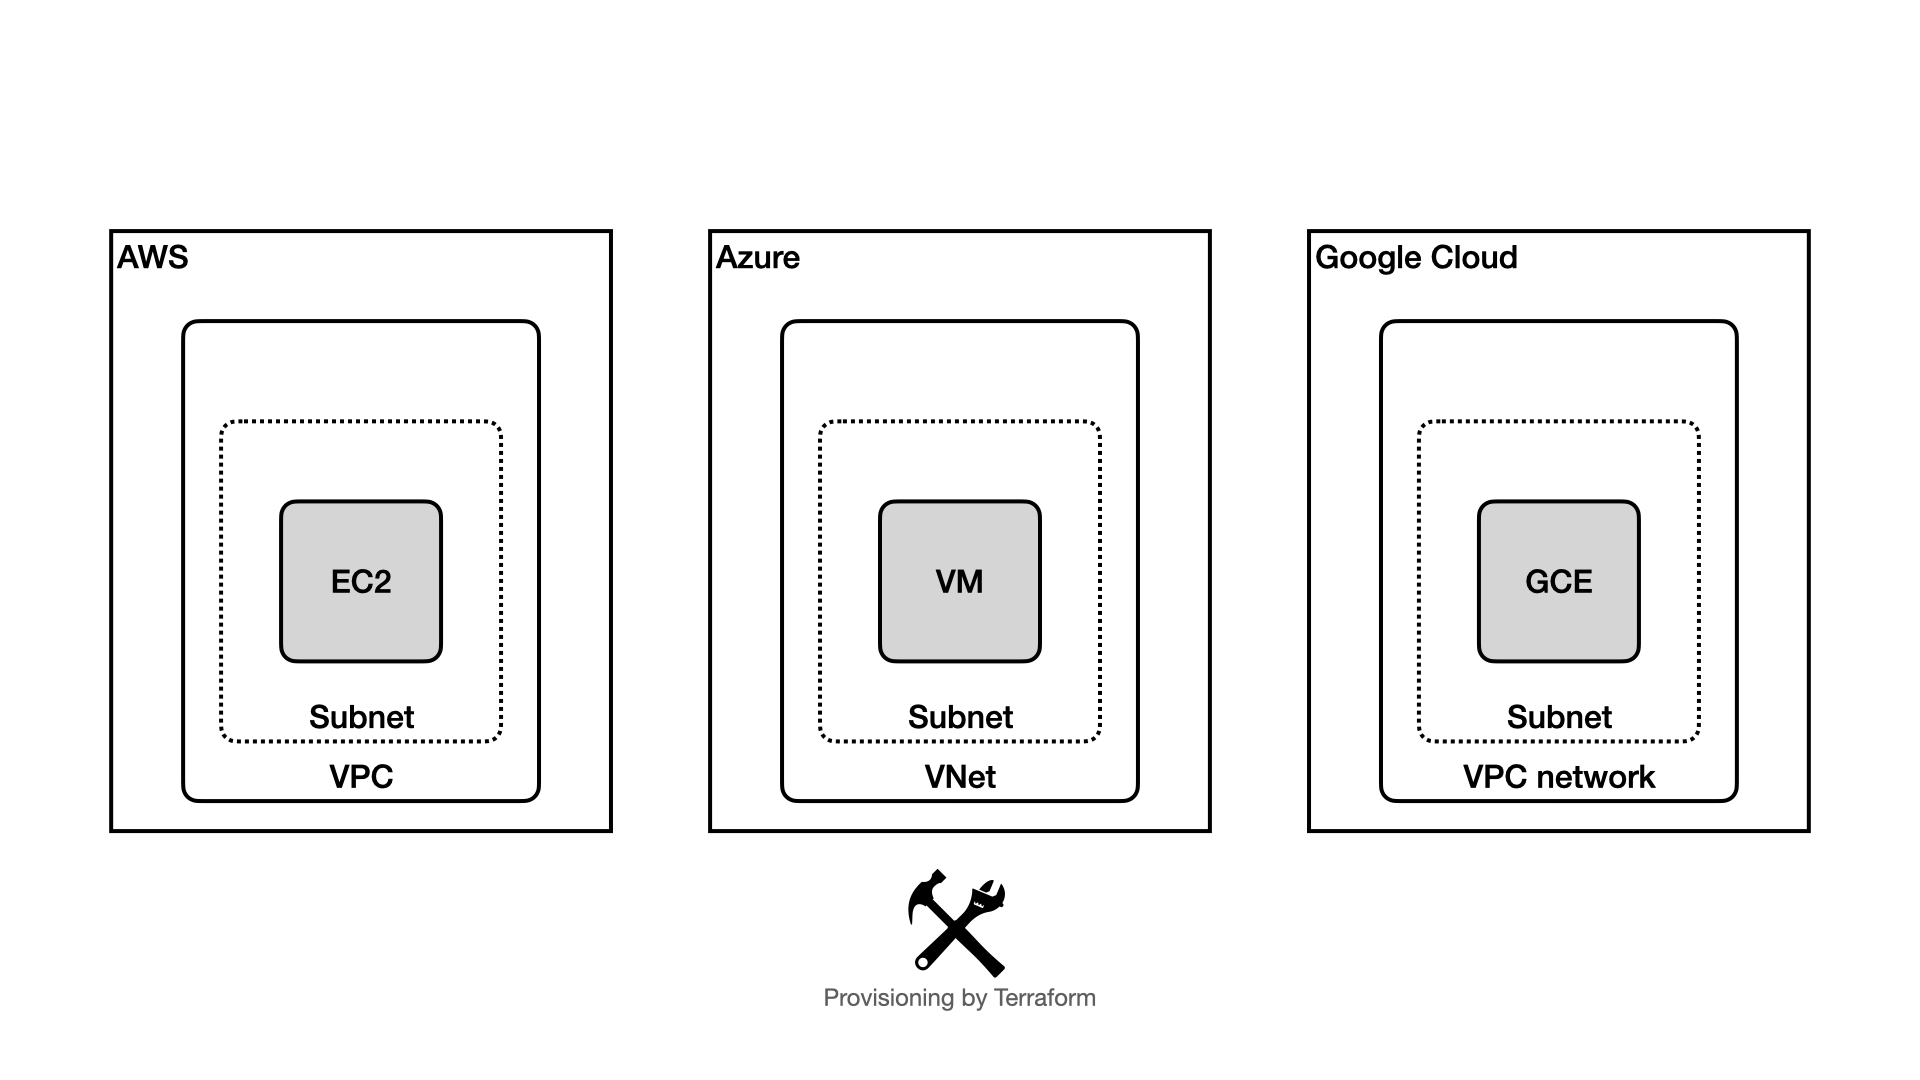 AWS
EC2
Subnet
VPC
Azure
VM
Subnet
VNet
Google Cloud
GCE
Subnet
VPC network
Provisioning by Terraform